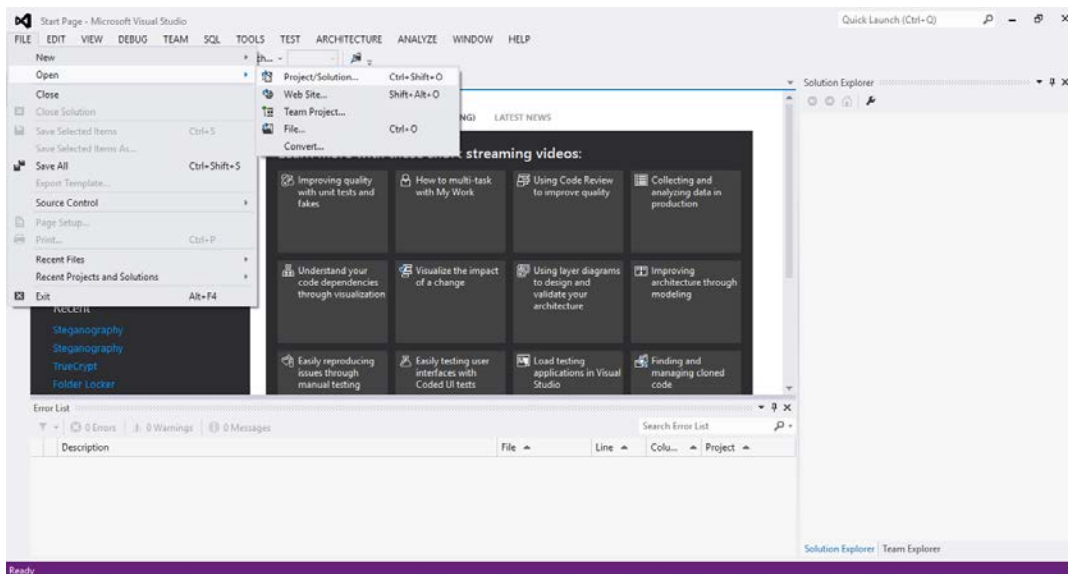 Start Page - Microsoft Visual Studio
Quick Launch (Ctrl+Q)
FILE EDIT VIEW DEBUG TEAM SQL TOOLS TEST ARCHITECTURE ANALYZE WINDOW HELP
New
Open
Close
Close Solution
Save Selected Items Ctrl+S
Save Selected Items As...
Save All Ctrl+Shift+S
Export Template...
Source Control
Page Setup...
Print... Ctrl+P
Recent Files
Recent Projects and Solutions
Exit Alt+F4
Project/Solution... Ctrl+Shift+O
Web Site... Shift+Alt+O
Team Project...
File... Ctrl+O
Convert...
LATEST NEWS
streaming videos:
Improving quality
with unit tests and
fakes
How to multi-task
with My Work
Using Code Review
to improve quality
Collecting and
analyzing data in
production
Understand your
code dependencies
through visualization
Visualize the impact
of a change
Using layer diagrams
to design and
validate your
architecture
Improving
architecture through
modeling
Easily reproducing
issues through
manual testing
Easily testing user
interfaces with
Coded UI tests
Load testing
applications in Visual
Studio
Finding and
managing cloned
code
Recent
Steganography
Steganography
TrueCrypt
Folder Locker
Error List
0 Errors 0 Warnings 0 Messages
Search Error List
Description File Line Colu... Project
Solution Explorer
Solution Explorer Team Explorer
Ready